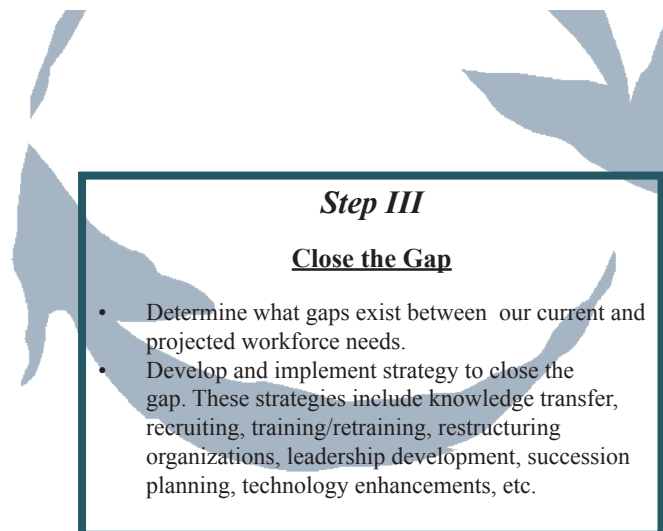 Step III
Close the Gap
• Determine what gaps exist between our current and
projected workforce needs.
• Develop and implement strategy to close the
gap. These strategies include knowledge transfer,
recruiting, training/retraining, restructuring
organizations, leadership development, succession
planning, technology enhancements, etc.